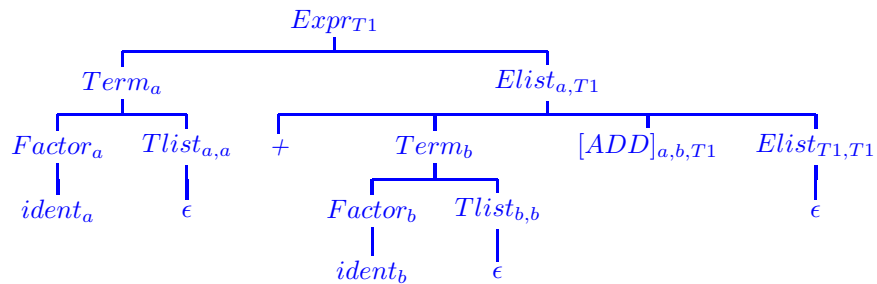 Expr_{T1}
Term_a Elist_{a,T1}
Factor_a Tlist_{a,a} + Term_b [ADD]_{a,b,T1} Elist_{T1,T1}
ident_a ϵ Factor_b Tlist_{b,b} ϵ
ident_b ϵ